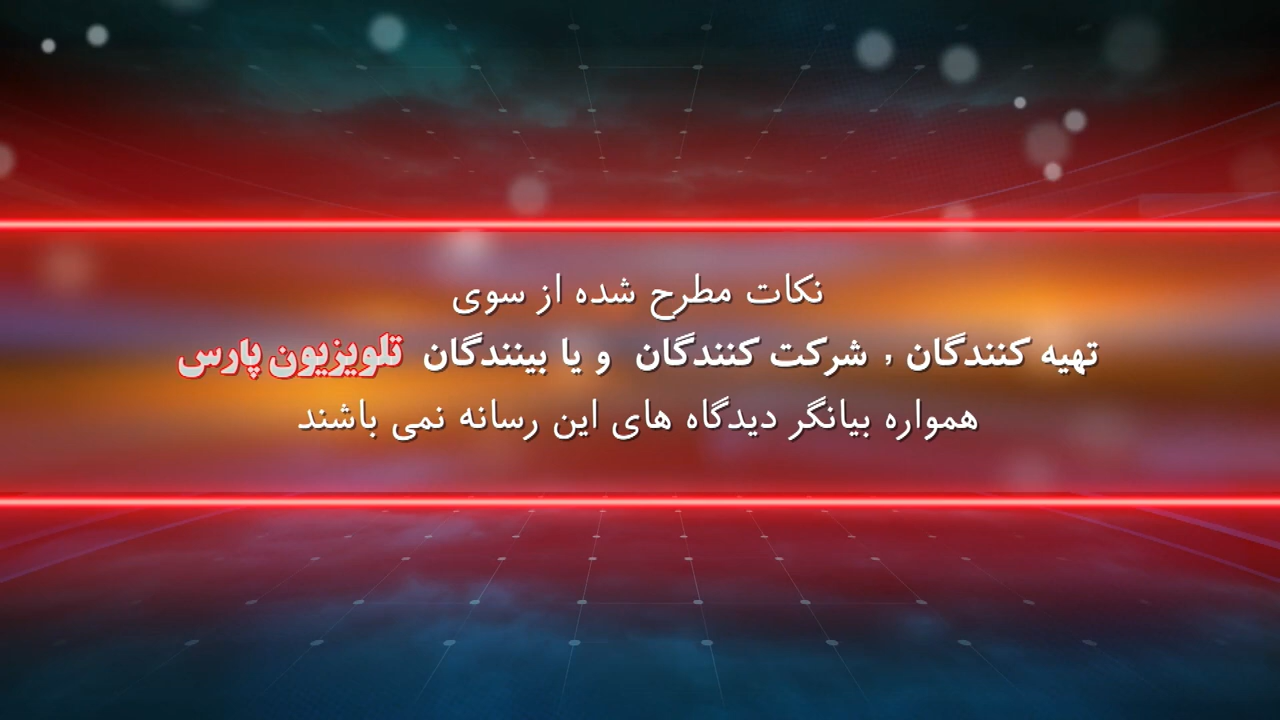 نکات مطرح شده از سوی
تهیه کنندگان , شرکت کنندگان و یا بینندگان تلویزیون پارس
همواره بیانگر دیدگاه های این رسانه نمی باشند